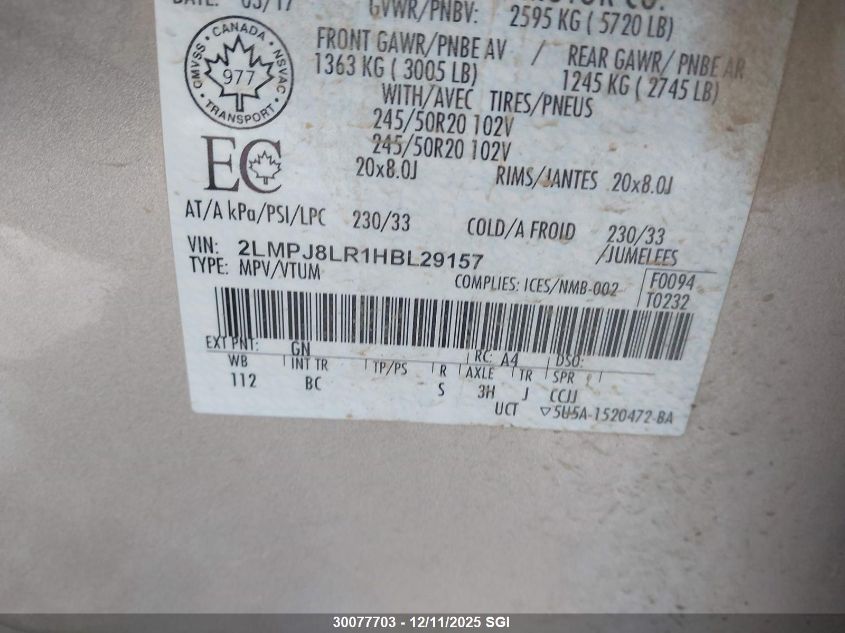 DATE: 03/17
MOTOR CO.
GVWR/PNBV: 2595 KG ( 5720 LB)
FRONT GAWR/PNBE AV / REAR GAWR/ PNBE AR
1363 KG ( 3005 LB) 1245 KG ( 2745 LB)
CMVSS CANADA NSVAC
977
TRANSPORT
WITH/AVEC TIRES/PNEUS
245/50R20 102V
245/50R20 102V
EC
20x8.0J RIMS/JANTES 20x8.0J
AT/A kPa/PSI/LPC 230/33 COLD/A FROID 230/33
/JUMELEES
VIN: 2LMPJ8LR1HBL29157
TYPE: MPV/VTUM
COMPLIES: ICES/NMB-002
F0094
T0232
EXT PNT: GN RC: A4 DSO:
WB INT TR TP/PS R AXLE TR SPR
112 BC S 3H J CCJJ
UCT 5U5A-1520472-BA
30077703 - 12/11/2025 SGI